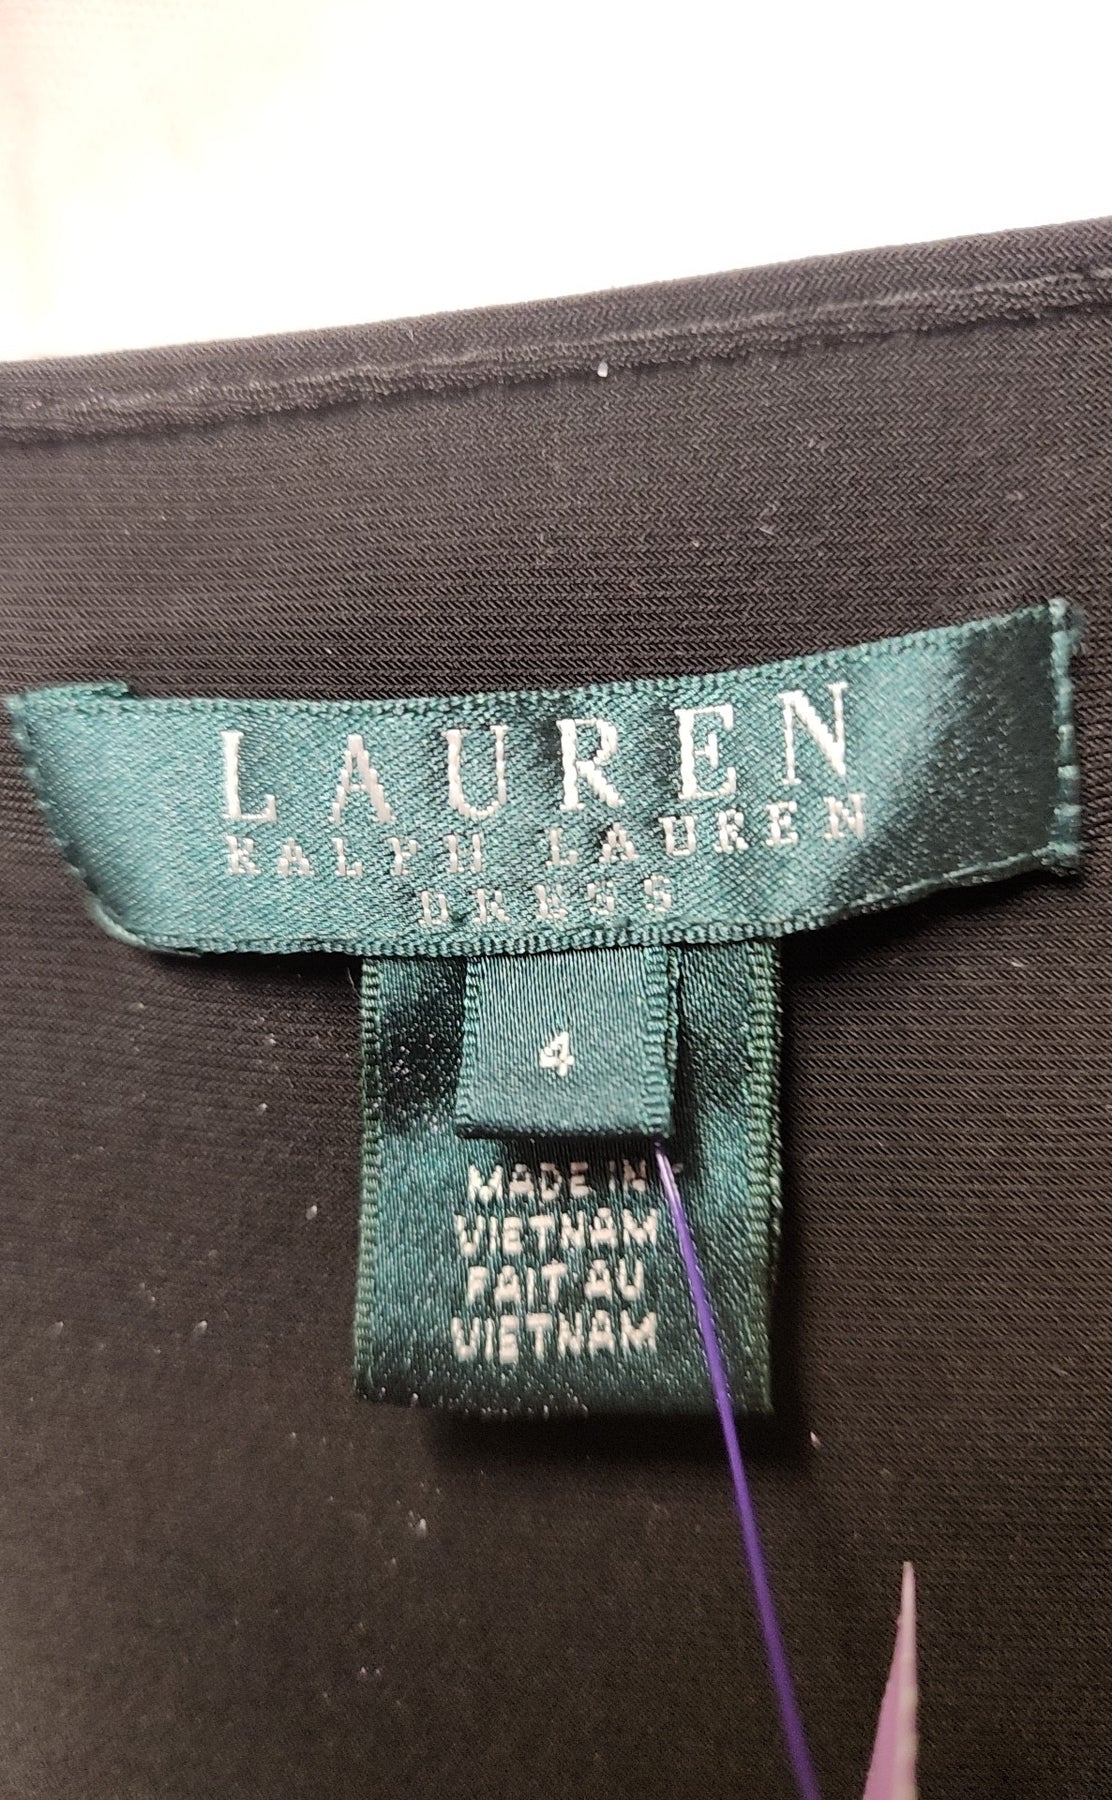 LAUREN
RALPH LAUREN
DRESS
4
MADE IN
VIETNAM
FAIT AU
VIETNAM